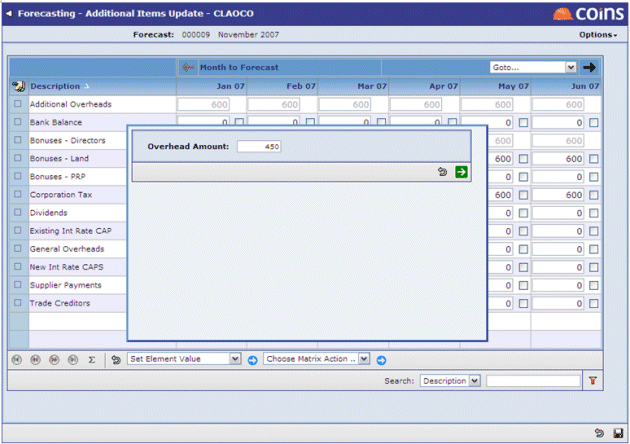 Forecasting - Additional Items Update - CLAOCO
COINS
Forecast: 000009 November 2007
Options
Month to Forecast
Goto...
Description Jan 07 Feb 07 Mar 07 Apr 07 May 07 Jun 07
Additional Overheads 600 600 600 600 600 600
Bank Balance 0 0 0 0 0 0
Bonuses - Directors 600 600
Bonuses - Land 600 600
Bonuses - PRP 0 0
Corporation Tax 600 600
Dividends 0 0
Existing Int Rate CAP 0 0
General Overheads 0 0
New Int Rate CAPS 0 0
Supplier Payments 0 0
Trade Creditors 0 0
Overhead Amount: 450
Σ Set Element Value Choose Matrix Action ..
Search: Description